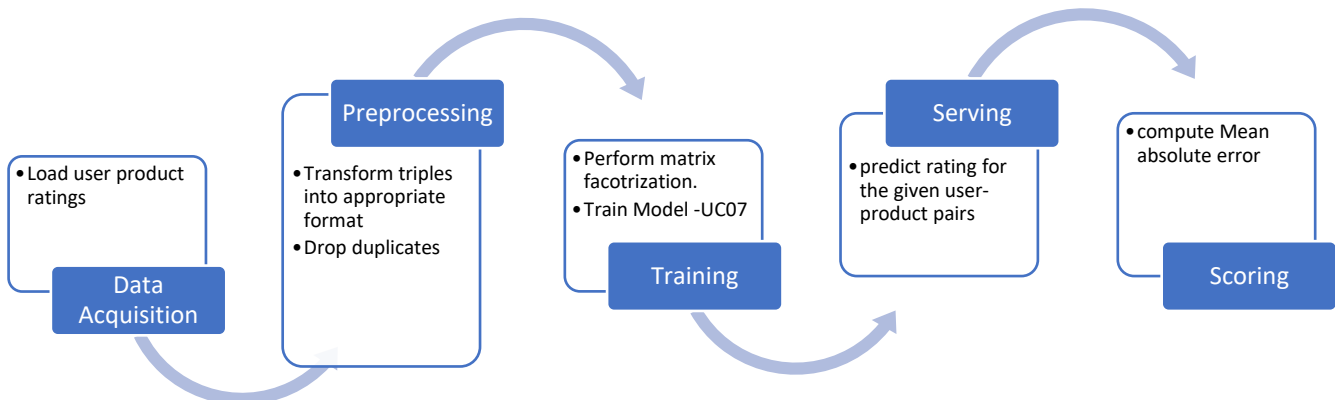 • Load user product
ratings
Data
Acquisition
Preprocessing
• Transform triples
into appropriate
format
• Drop duplicates
• Perform matrix
facotrization.
• Train Model -UC07
Training
Serving
• predict rating for
the given user-
product pairs
• compute Mean
absolute error
Scoring